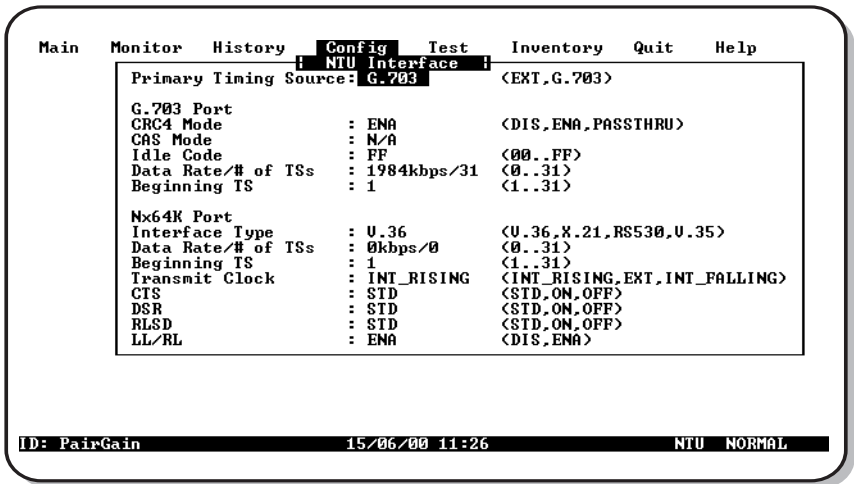 Main Monitor History Config Test Inventory Quit Help
NTU Interface
Primary Timing Source: G.703 (EXT,G.703)
G.703 Port
CRC4 Mode : ENA (DIS,ENA,PASSTHRU)
CAS Mode : N/A
Idle Code : FF (00..FF)
Data Rate/# of TSs : 1984kbps/31 (0..31)
Beginning TS : 1 (1..31)
Nx64K Port
Interface Type : V.36 (V.36,X.21,RS530,V.35)
Data Rate/# of TSs : 0kbps/0 (0..31)
Beginning TS : 1 (1..31)
Transmit Clock : INT_RISING (INT_RISING,EXT,INT_FALLING)
CTS : STD (STD,ON,OFF)
DSR : STD (STD,ON,OFF)
RLSD : STD (STD,ON,OFF)
LL/RL : ENA (DIS,ENA)
ID: PairGain 15/06/00 11:26 NTU NORMAL